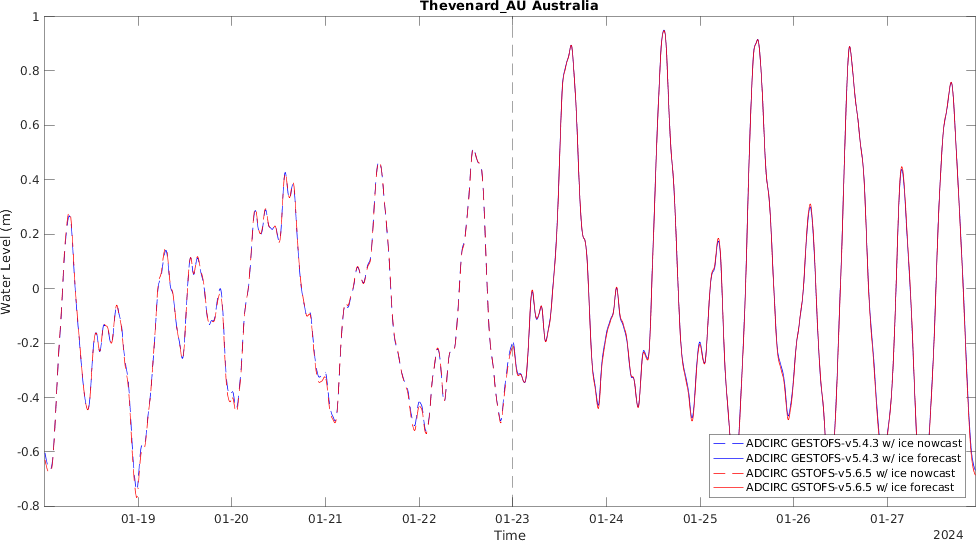 Thevenard_AU Australia
1
0.8
0.6
0.4
0.2
0
-0.2
-0.4
-0.6
-0.8
Water Level (m)
ADCIRC GESTOFS-v5.4.3 w/ ice nowcast
ADCIRC GESTOFS-v5.4.3 w/ ice forecast
ADCIRC GSTOFS-v5.6.5 w/ ice nowcast
ADCIRC GSTOFS-v5.6.5 w/ ice forecast
01-19 01-20 01-21 01-22 01-23 01-24 01-25 01-26 01-27
Time
2024